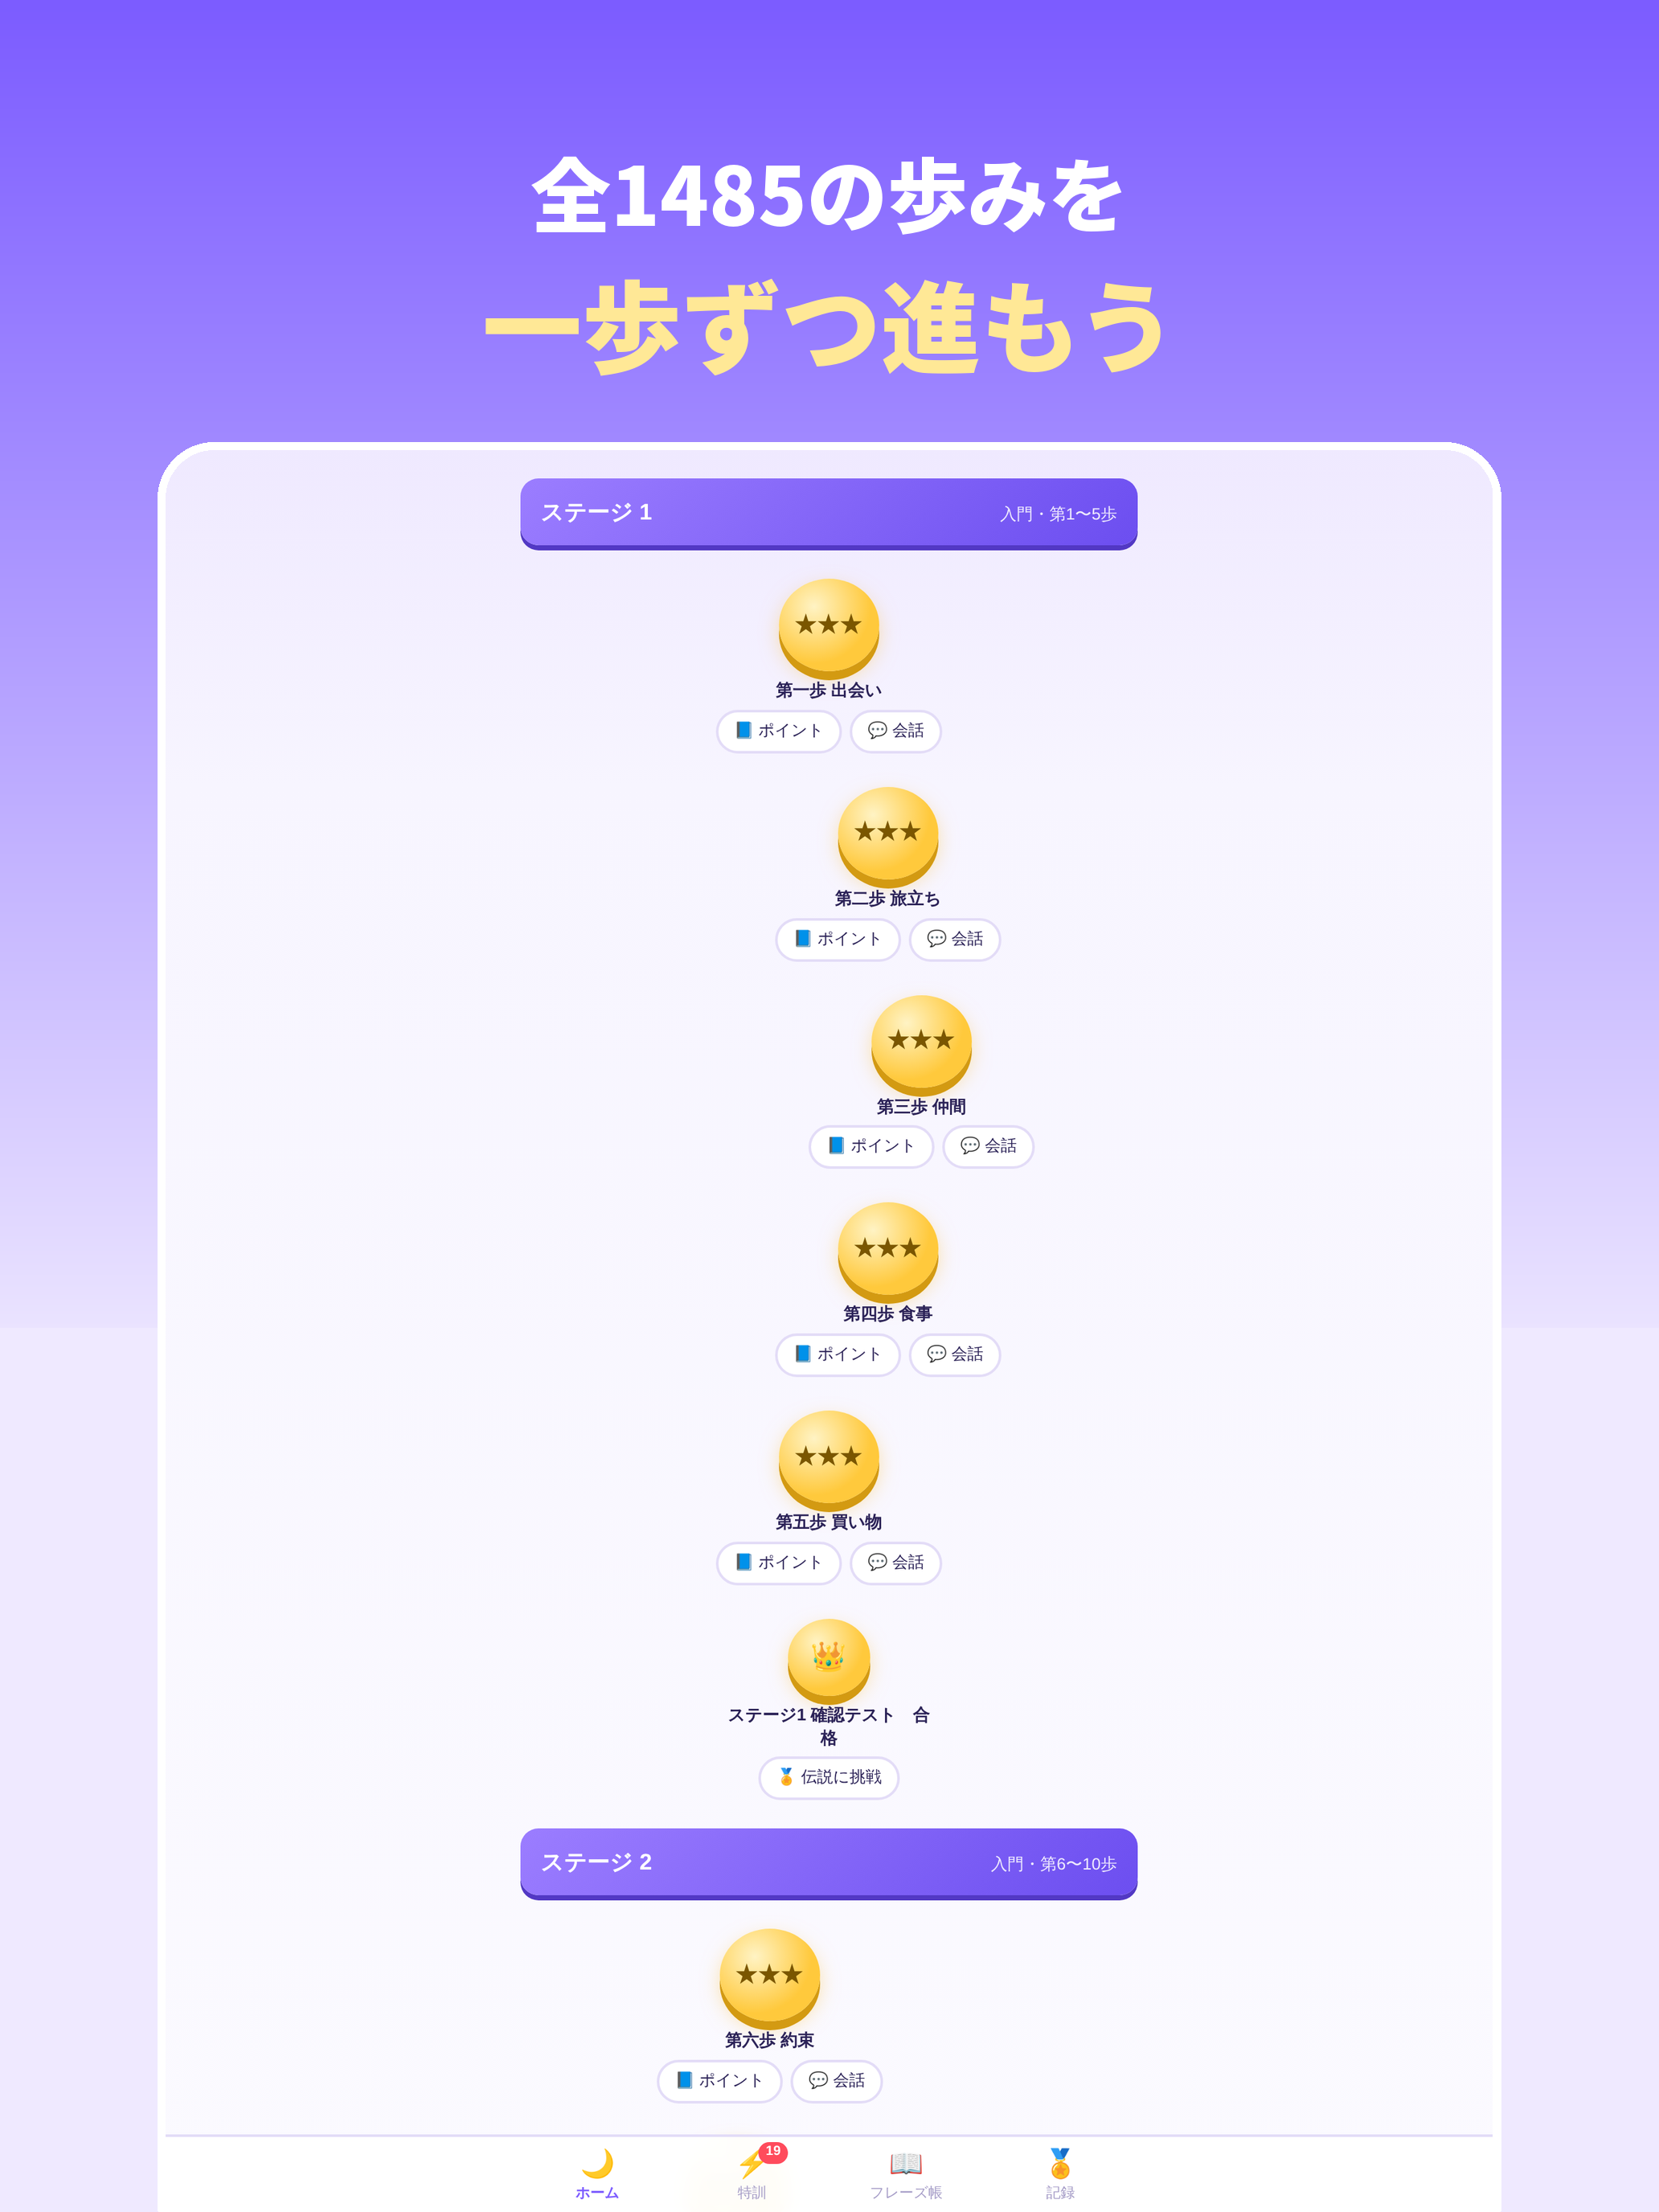 全1485の歩みを
一歩ずつ進もう
ステージ 1
入門・第1〜5歩
★★★
第一歩 出会い
📘 ポイント
💬 会話
★★★
第二歩 旅立ち
📘 ポイント
💬 会話
★★★
第三歩 仲間
📘 ポイント
💬 会話
★★★
第四歩 食事
📘 ポイント
💬 会話
★★★
第五歩 買い物
📘 ポイント
💬 会話
ステージ1 確認テスト　合
格
🏅 伝説に挑戦
ステージ 2
入門・第6〜10歩
★★★
第六歩 約束
📘 ポイント
💬 会話
19
ホーム
特訓
フレーズ帳
記録